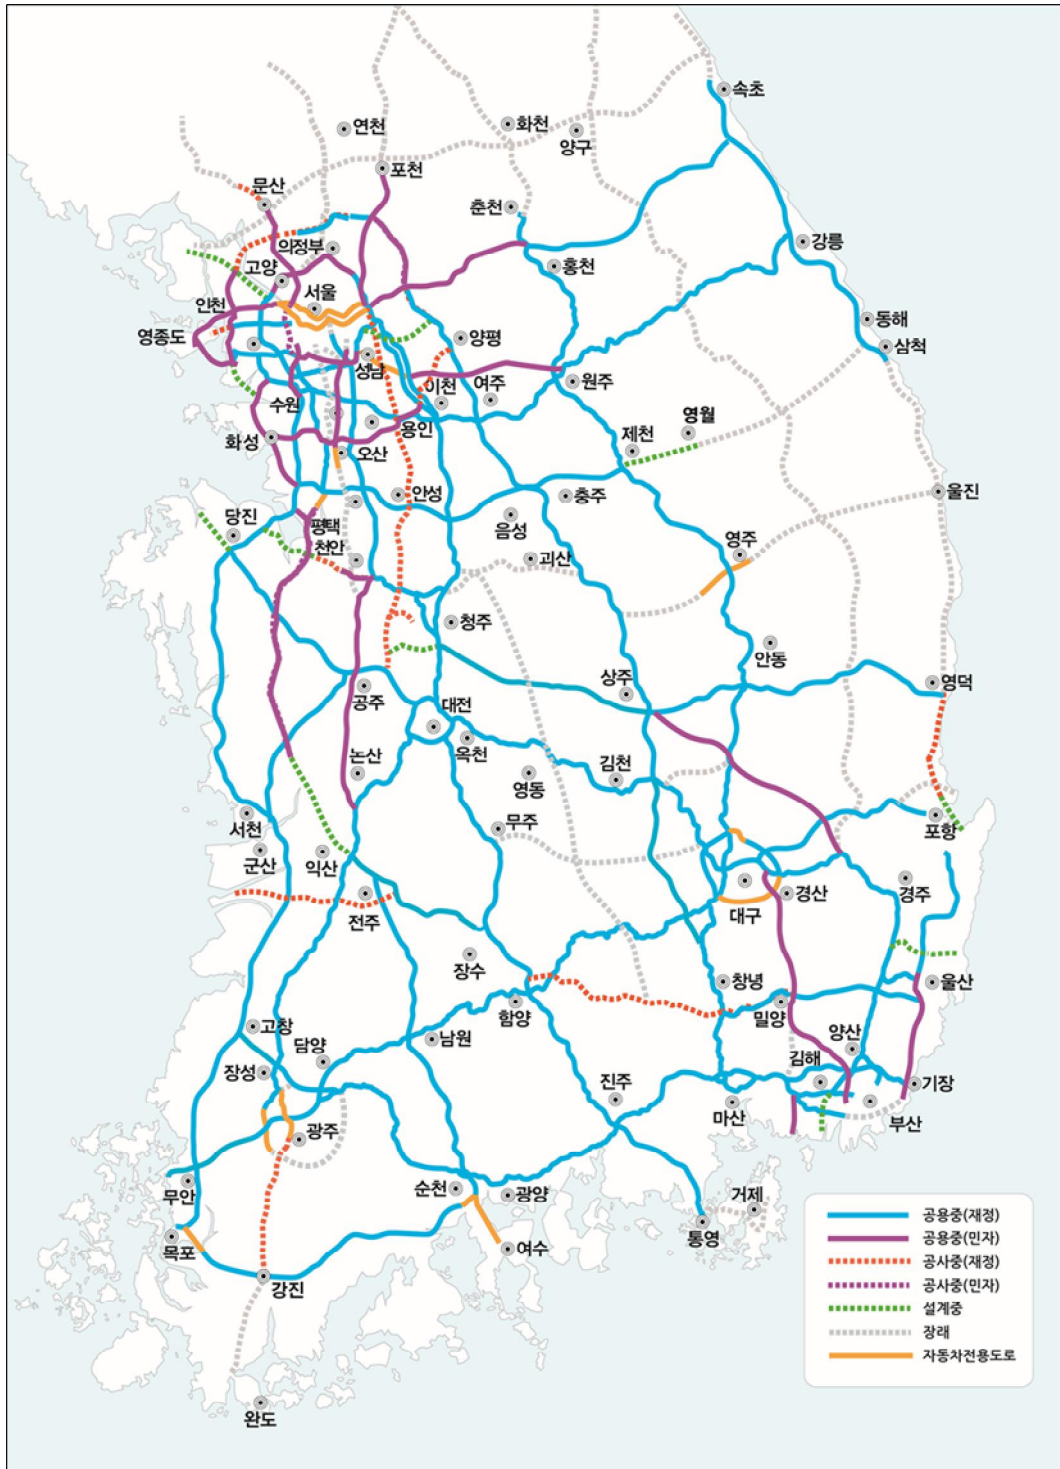 속초
연천
화천
양구
포천
문산
춘천
강릉
의정부
고양
홍천
서울
인천
영종도
동해
양평
삼척
성남
이천
여주
원주
수원
용인
영월
화성
제천
오산
안성
충주
울진
당진
평택
음성
천안
괴산
영주
청주
안동
상주
영덕
공주
대전
옥천
논산
영동
김천
서천
무주
포항
군산
익산
전주
대구
경산
경주
장수
창녕
울산
함양
밀양
고창
담양
남원
양산
장성
김해
진주
기장
마산
부산
광주
무안
순천
광양
거제
목포
여수
통영
강진
완도
공용중(재정)
공용중(민자)
공사중(재정)
공사중(민자)
설계중
장래
자동차전용도로